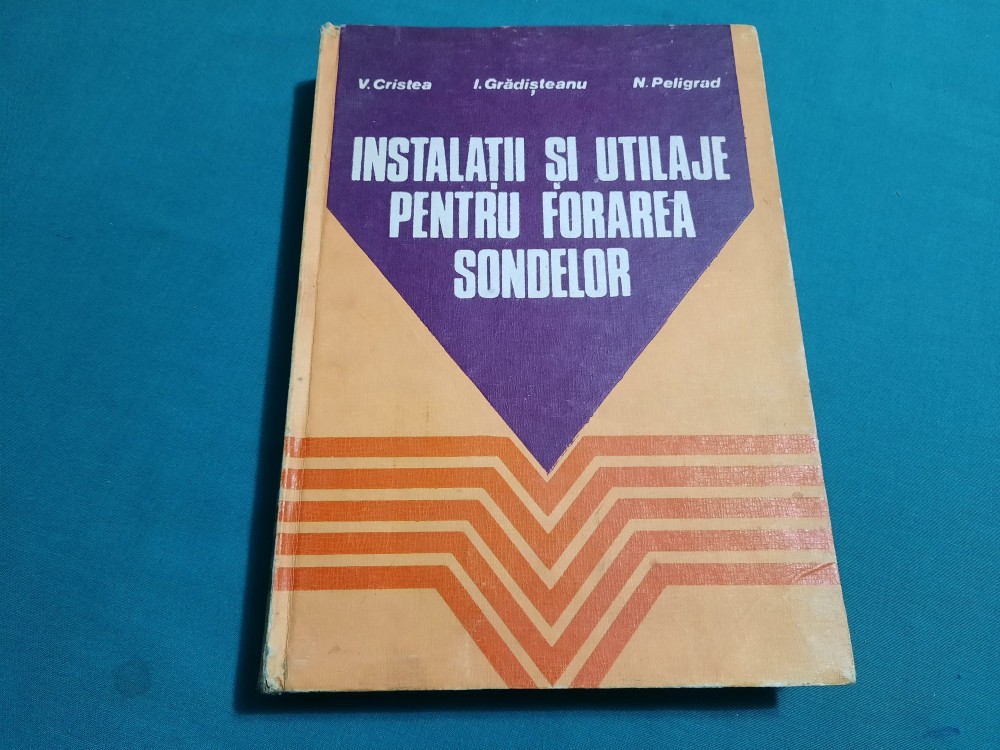 V. Cristea I. Grădișteanu N. Peligrad
INSTALAȚII ȘI UTILAJE
PENTRU FORAREA
SONDELOR